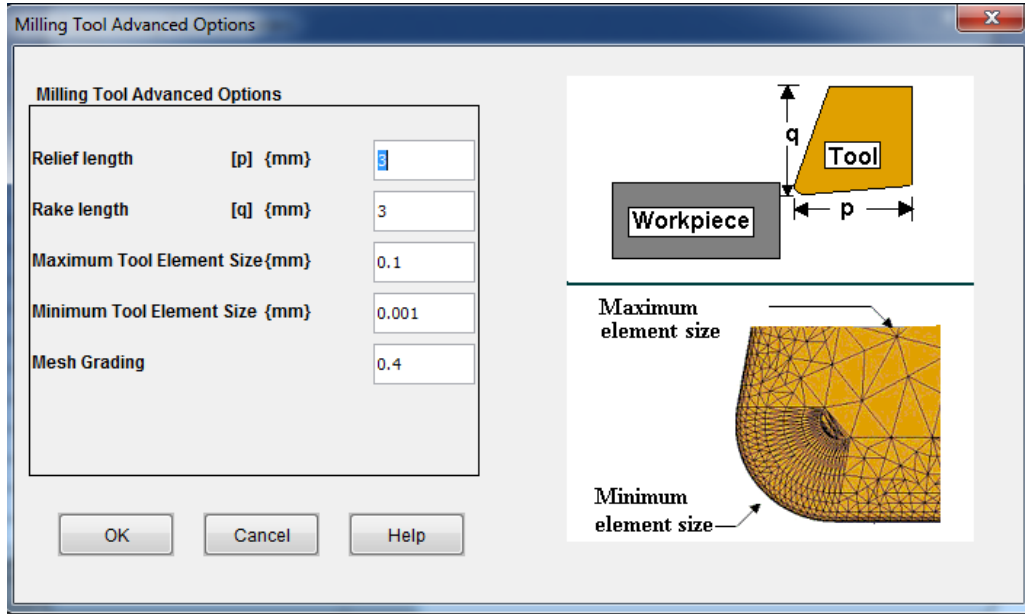 Milling Tool Advanced Options
Milling Tool Advanced Options
Relief length [p] {mm} 3
Rake length [q] {mm} 3
Maximum Tool Element Size{mm} 0.1
Minimum Tool Element Size {mm} 0.001
Mesh Grading 0.4
OK Cancel Help
q
Tool
p
Workpiece
Maximum
element size
Minimum
element size